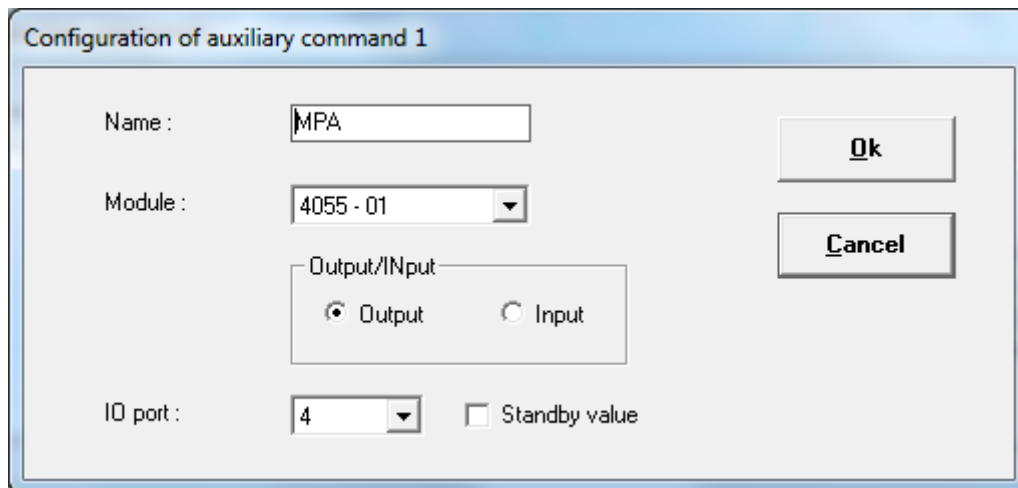 Configuration of auxiliary command 1
Name : MPA
Ok
Module : 4055 - 01
Cancel
Output/INput
Output Input
IO port : 4 Standby value